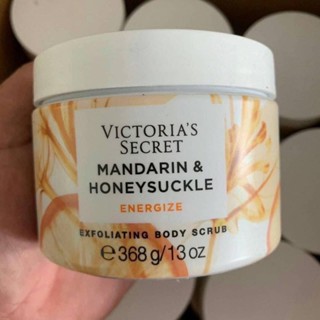 VICTORIA'S
SECRET
MANDARIN &
HONEYSUCKLE
ENERGIZE
EXFOLIATING BODY SCRUB
℮ 368 g/13 oz